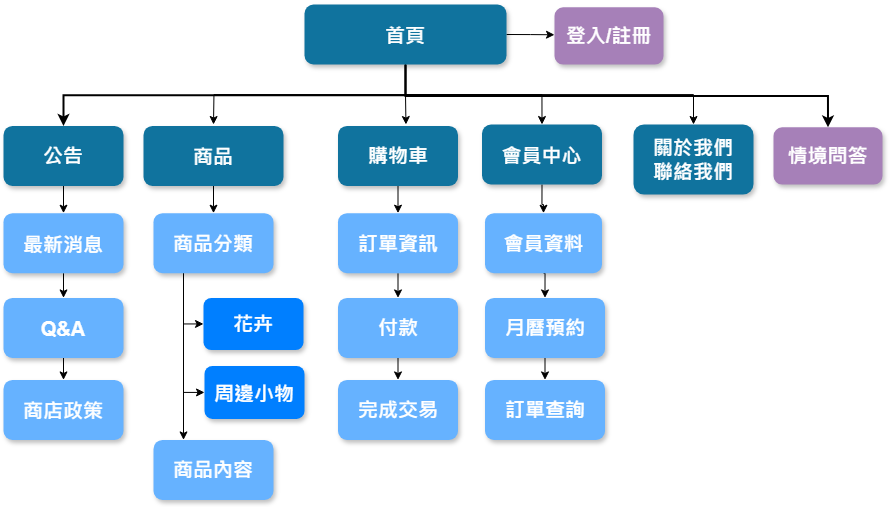 首頁
登入/註冊
公告
商品
購物車
會員中心
關於我們
聯絡我們
情境問答
最新消息
商品分類
訂單資訊
會員資料
Q&A
花卉
付款
月曆預約
商店政策
周邊小物
完成交易
訂單查詢
商品內容